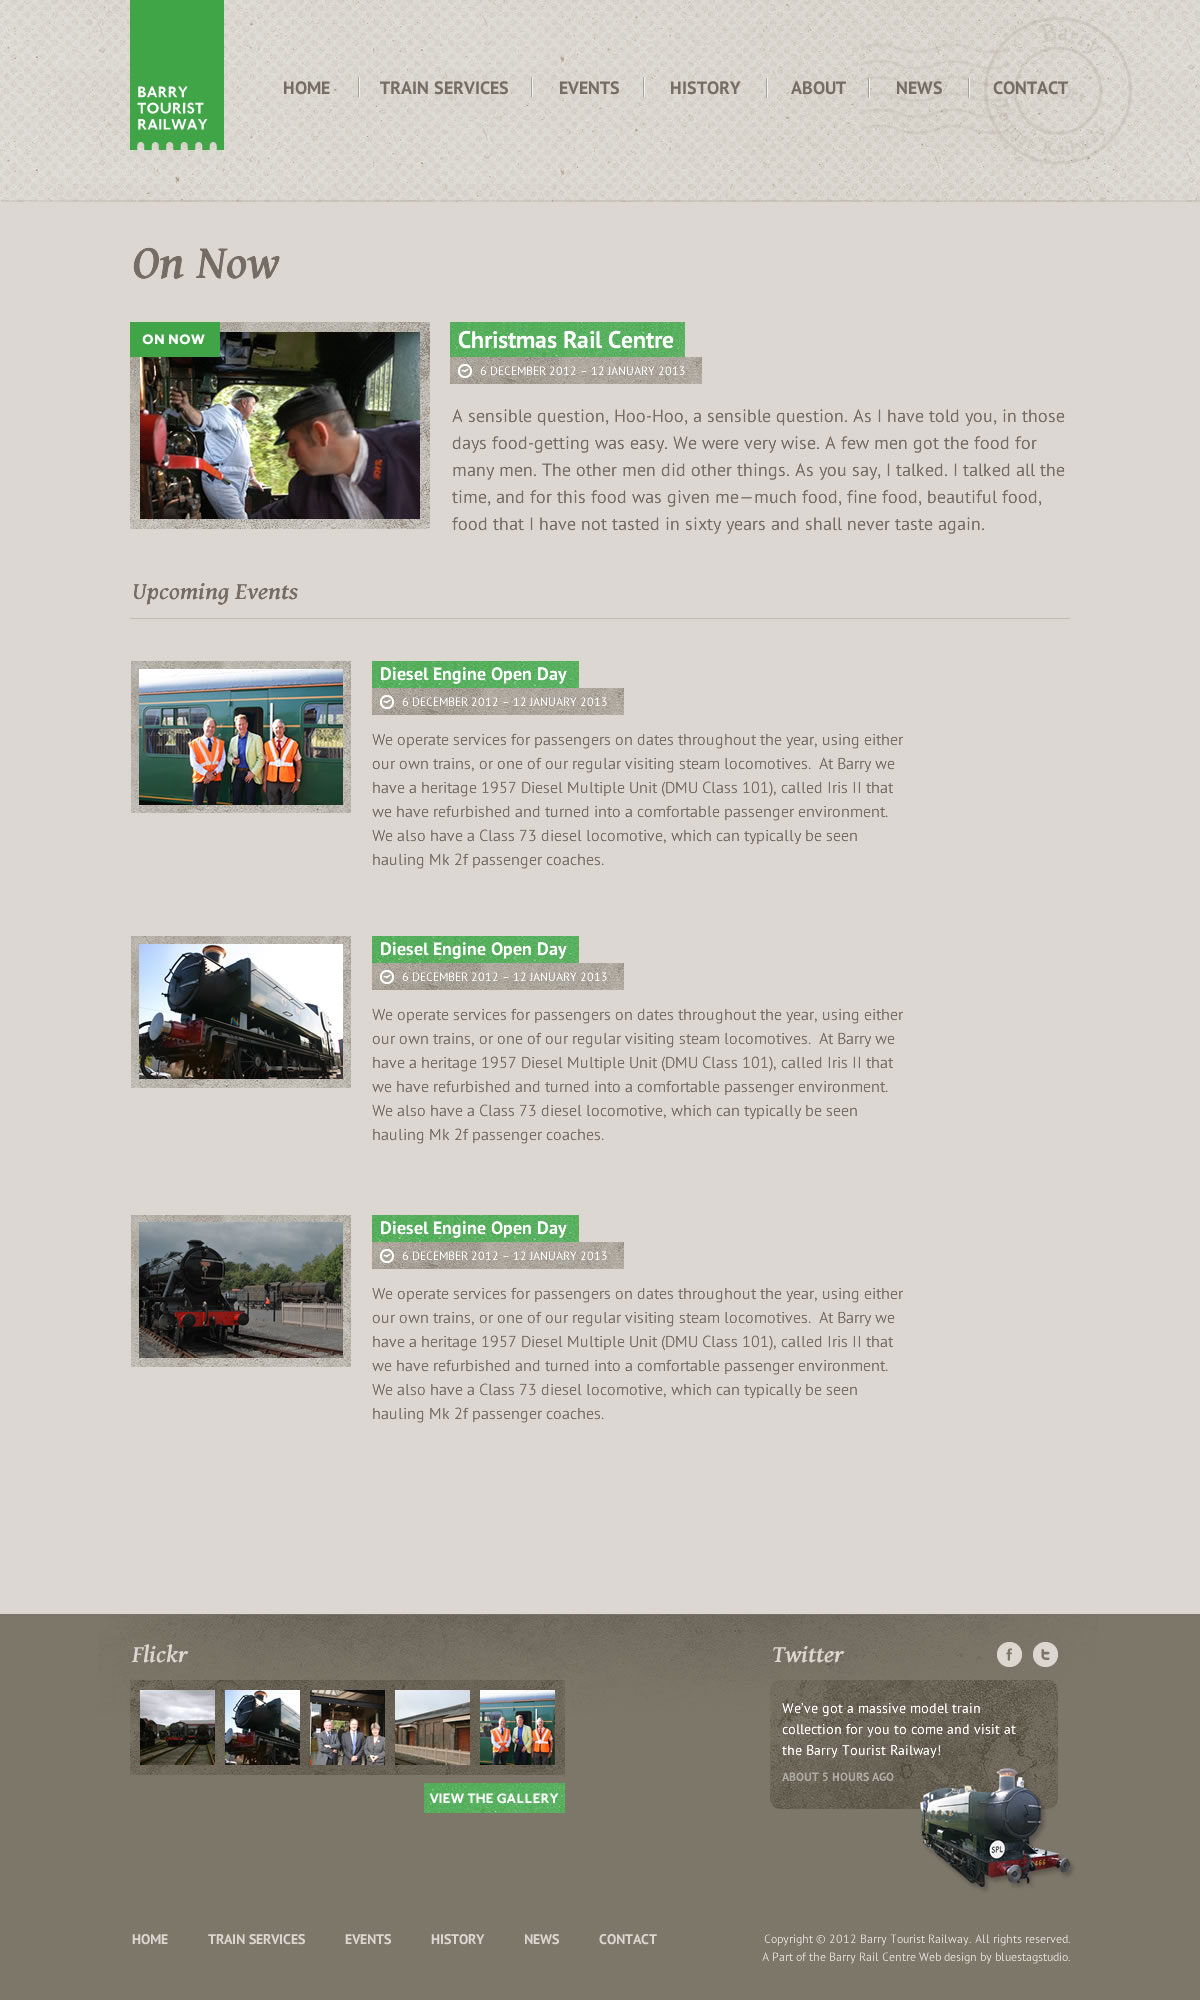 BARRY
TOURIST
RAILWAY
HOME
TRAIN SERVICES
EVENTS
HISTORY
ABOUT
NEWS
CONTACT
Barry
Railway
On Now
ON NOW
Christmas Rail Centre
6 DECEMBER 2012 – 12 JANUARY 2013
A sensible question, Hoo-Hoo, a sensible question. As I have told you, in those
days food-getting was easy. We were very wise. A few men got the food for
many men. The other men did other things. As you say, I talked. I talked all the
time, and for this food was given me—much food, fine food, beautiful food,
food that I have not tasted in sixty years and shall never taste again.
Upcoming Events
Diesel Engine Open Day
6 DECEMBER 2012 – 12 JANUARY 2013
We operate services for passengers on dates throughout the year, using either
our own trains, or one of our regular visiting steam locomotives.  At Barry we
have a heritage 1957 Diesel Multiple Unit (DMU Class 101), called Iris II that
we have refurbished and turned into a comfortable passenger environment.
We also have a Class 73 diesel locomotive, which can typically be seen
hauling Mk 2f passenger coaches.
Diesel Engine Open Day
6 DECEMBER 2012 – 12 JANUARY 2013
We operate services for passengers on dates throughout the year, using either
our own trains, or one of our regular visiting steam locomotives.  At Barry we
have a heritage 1957 Diesel Multiple Unit (DMU Class 101), called Iris II that
we have refurbished and turned into a comfortable passenger environment.
We also have a Class 73 diesel locomotive, which can typically be seen
hauling Mk 2f passenger coaches.
Diesel Engine Open Day
6 DECEMBER 2012 – 12 JANUARY 2013
We operate services for passengers on dates throughout the year, using either
our own trains, or one of our regular visiting steam locomotives.  At Barry we
have a heritage 1957 Diesel Multiple Unit (DMU Class 101), called Iris II that
we have refurbished and turned into a comfortable passenger environment.
We also have a Class 73 diesel locomotive, which can typically be seen
hauling Mk 2f passenger coaches.
Flickr
VIEW THE GALLERY
Twitter
We've got a massive model train
collection for you to come and visit at
the Barry Tourist Railway!
ABOUT 5 HOURS AGO
SPL
HOME
TRAIN SERVICES
EVENTS
HISTORY
NEWS
CONTACT
Copyright © 2012 Barry Tourist Railway. All rights reserved.
A Part of the Barry Rail Centre Web design by bluestagstudio.